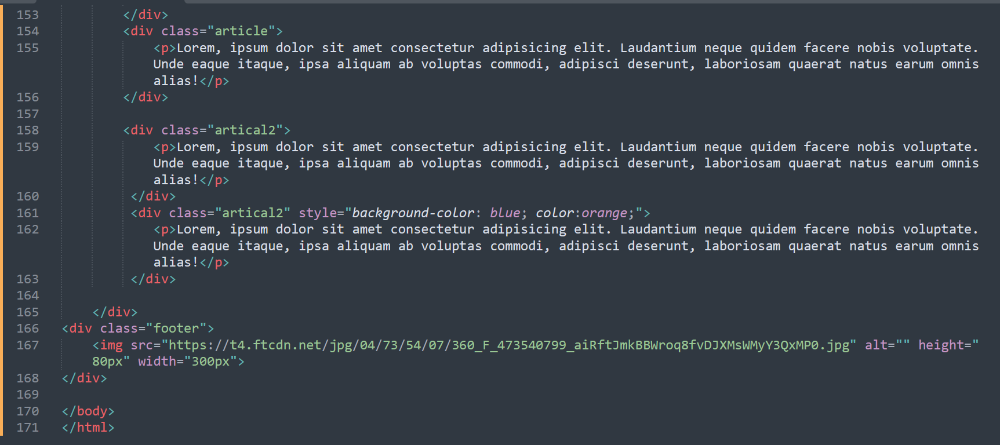 153 </div>
154 <div class="article">
155 <p>Lorem, ipsum dolor sit amet consectetur adipisicing elit. Laudantium neque quidem facere nobis voluptate.
Unde eaque itaque, ipsa aliquam ab voluptas commodi, adipisci deserunt, laboriosam quaerat natus earum omnis
alias!</p>
156 </div>
157
158 <div class="artical2">
159 <p>Lorem, ipsum dolor sit amet consectetur adipisicing elit. Laudantium neque quidem facere nobis voluptate.
Unde eaque itaque, ipsa aliquam ab voluptas commodi, adipisci deserunt, laboriosam quaerat natus earum omnis
alias!</p>
160 </div>
161 <div class="artical2" style="background-color: blue; color:orange;">
162 <p>Lorem, ipsum dolor sit amet consectetur adipisicing elit. Laudantium neque quidem facere nobis voluptate.
Unde eaque itaque, ipsa aliquam ab voluptas commodi, adipisci deserunt, laboriosam quaerat natus earum omnis
alias!</p>
163 </div>
164
165 </div>
166 <div class="footer">
167 <img src="https://t4.ftcdn.net/jpg/04/73/54/07/360_F_473540799_aiRftJmkBBWroq8fvDJXMsWMyY3QxMP0.jpg" alt="" height="
80px" width="300px">
168 </div>
169
170 </body>
171 </html>